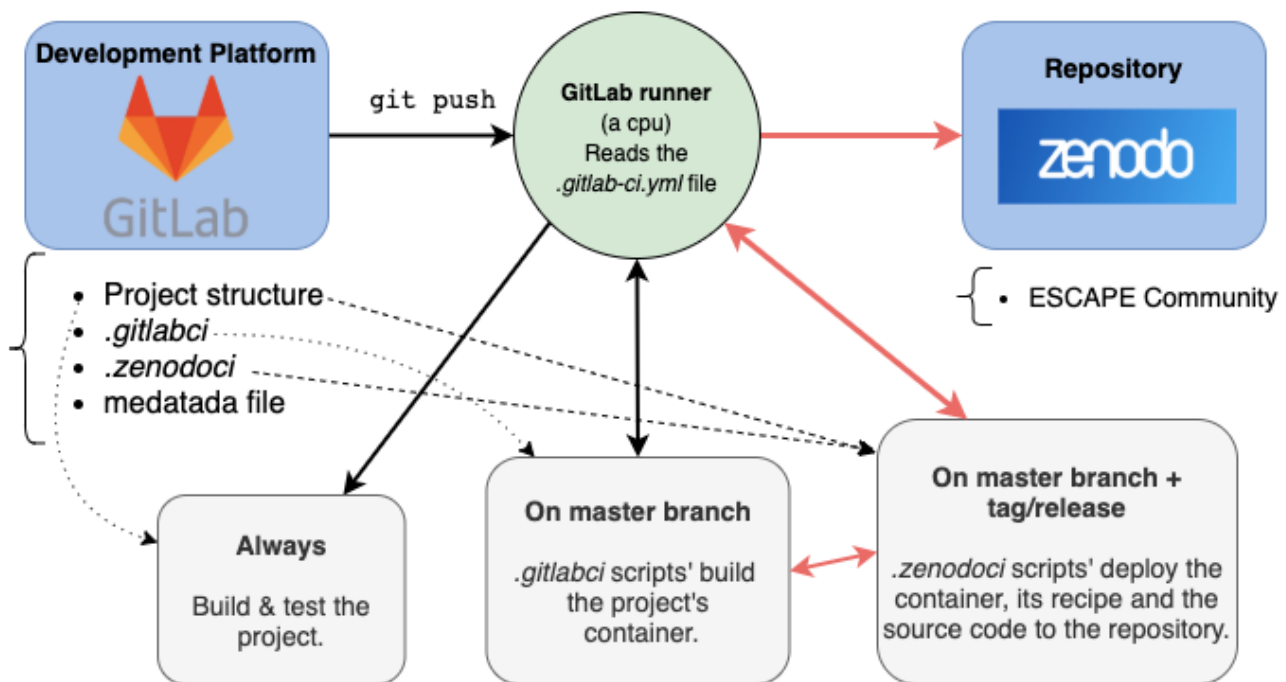 Development Platform
GitLab
git push
GitLab runner
(a cpu)
Reads the
.gitlab-ci.yml file
Repository
zenodo
• Project structure
• .gitlabci
• .zenodoci
• medatada file
• ESCAPE Community
Always
Build & test the
project.
On master branch
.gitlabci scripts' build
the project's
container.
On master branch +
tag/release
.zenodoci scripts' deploy the
container, its recipe and the
source code to the repository.